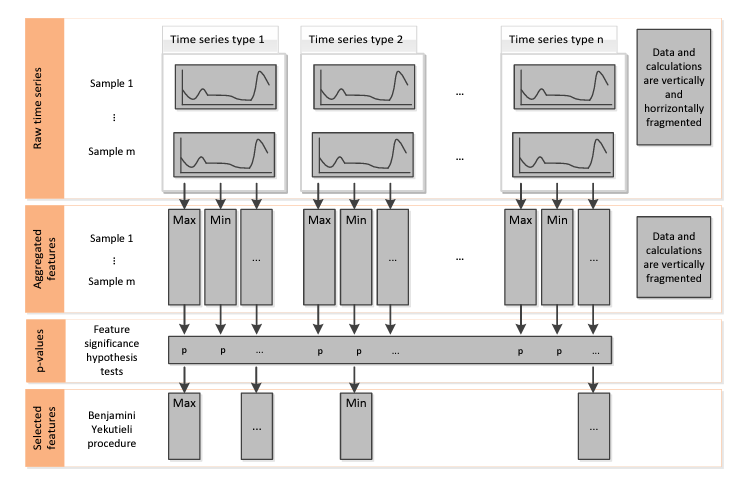 Raw time series
Time series type 1
Time series type 2
Time series type n
Sample 1
...
Sample m
...
...
Data and
calculations
are vertically
and
horrizontally
fragmented
Aggregated
features
Sample 1
...
Sample m
Max
Min
...
Max
Min
...
...
Max
Min
...
Data and
calculations
are vertically
fragmented
p-values
Feature
significance
hypothesis
tests
p
p
...
p
p
...
p
p
...
Selected
features
Benjamini
Yekutieli
procedure
Max
...
Min
...